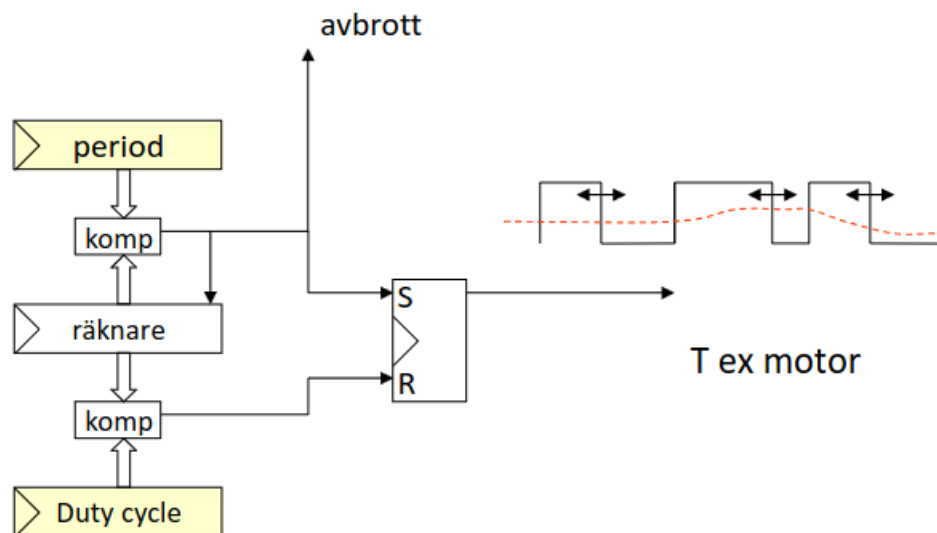 avbrott
period
komp
räknare
komp
Duty cycle
S
R
T ex motor